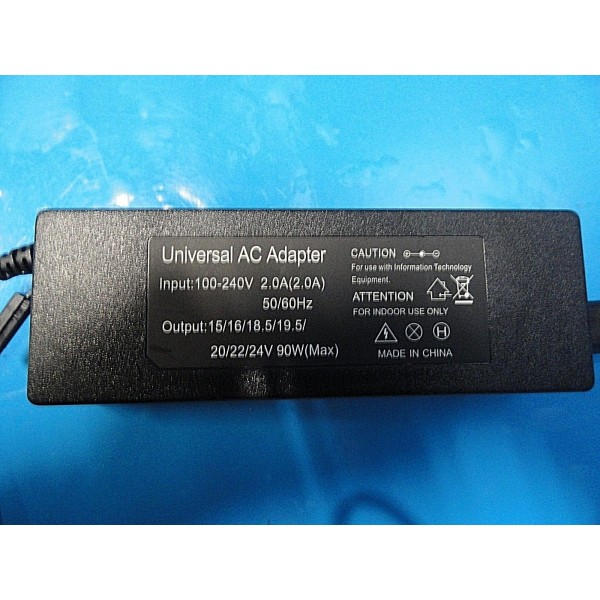 Universal AC Adapter
Input:100-240V 2.0A(2.0A)
50/60Hz
Output:15/16/18.5/19.5/
20/22/24V 90W(Max)
CAUTION
For use with Information Technology
Equipment.
ATTENTION
FOR INDOOR USE ONLY
H
MADE IN CHINA